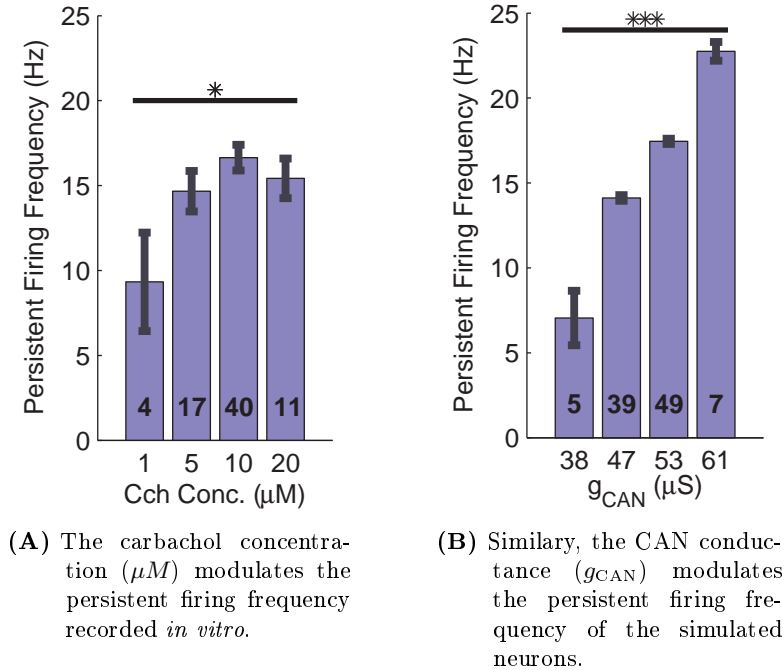 *
Persistent Firing Frequency (Hz)
25
20
15
10
5
0
4 17 40 11
1 5 10 20
Cch Conc. (μM)
(A) The carbachol concentra-
tion (μM) modulates the
persistent firing frequency
recorded in vitro.
***
Persistent Firing Frequency (Hz)
25
20
15
10
5
0
5 39 49 7
38 47 53 61
gCAN (μS)
(B) Similary, the CAN conduc-
tance (gCAN) modulates
the persistent firing fre-
quency of the simulated
neurons.